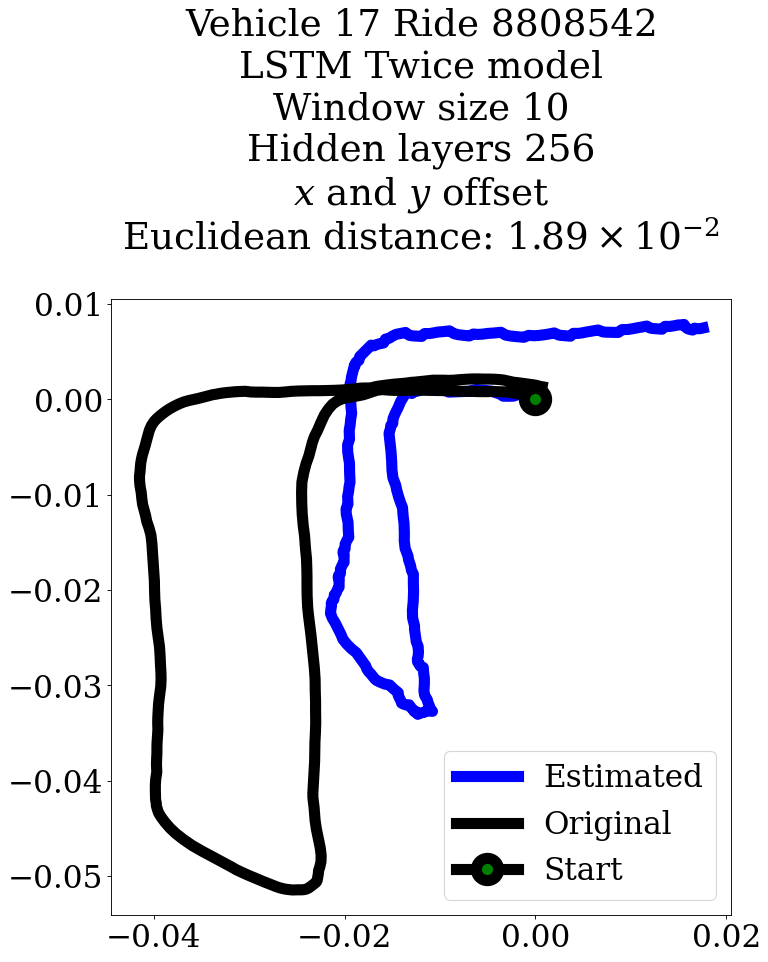 Vehicle 17 Ride 8808542
LSTM Twice model
Window size 10
Hidden layers 256
x and y offset
Euclidean distance: 1.89 × 10⁻²
0.01
0.00
−0.01
−0.02
−0.03
−0.04
−0.05
Estimated
Original
Start
−0.04 −0.02 0.00 0.02